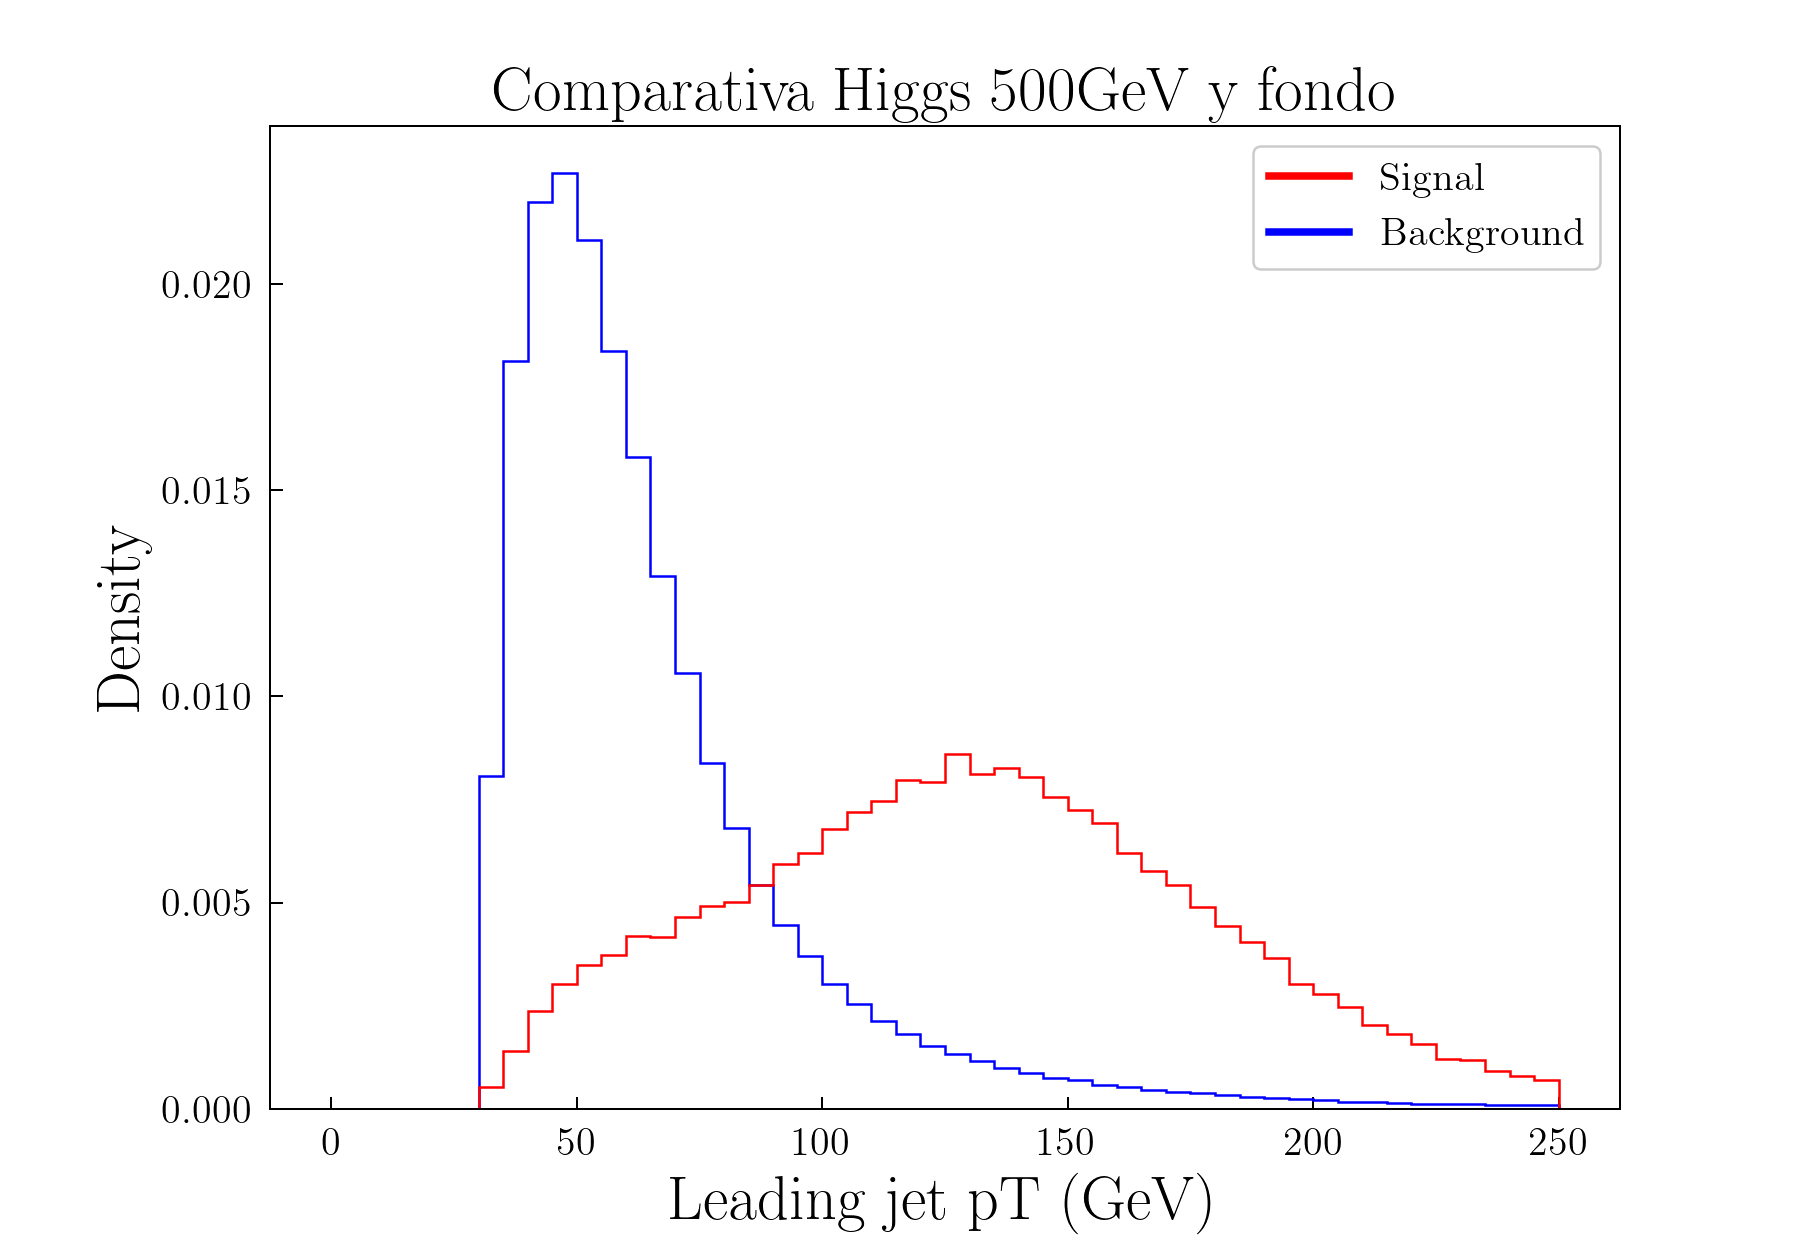 Comparativa Higgs 500GeV y fondo
Signal
Background
0.020
0.015
0.010
0.005
0.000
Density
0 50 100 150 200 250
Leading jet pT (GeV)